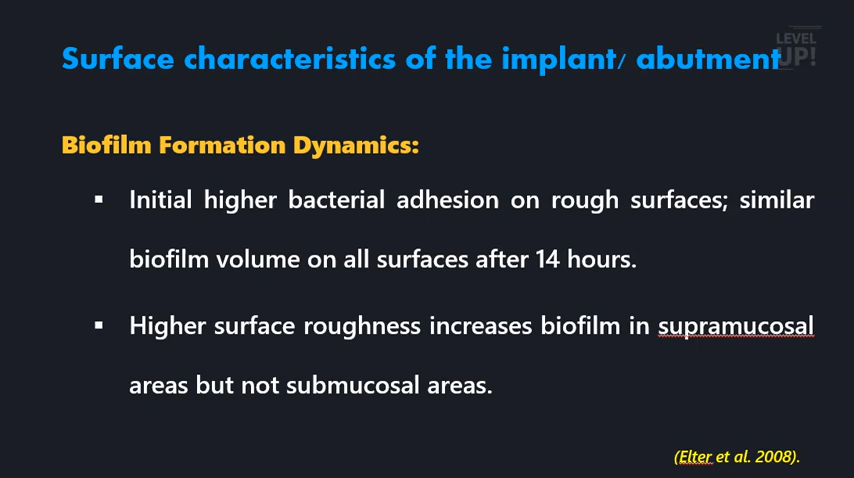 LEVEL
UP!
Surface characteristics of the implant/ abutment
Biofilm Formation Dynamics:
▪ Initial higher bacterial adhesion on rough surfaces; similar
biofilm volume on all surfaces after 14 hours.
▪ Higher surface roughness increases biofilm in supramucosal
areas but not submucosal areas.
(Elter et al. 2008).